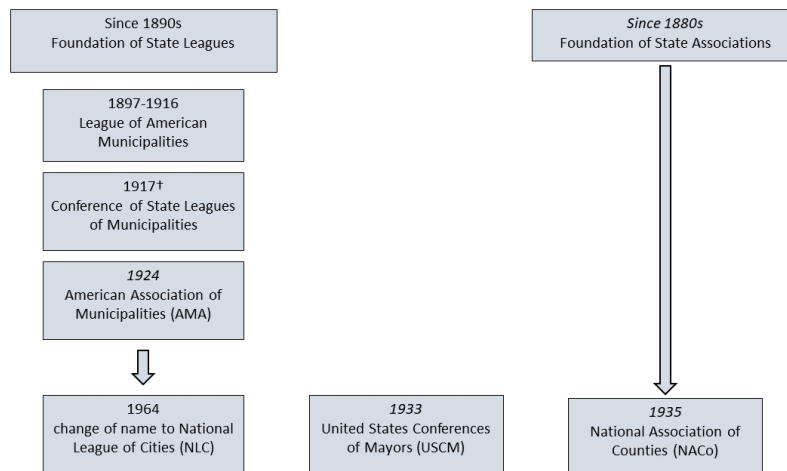 Since 1890s
Foundation of State Leagues
1897-1916
League of American
Municipalities
1917†
Conference of State Leagues
of Municipalities
1924
American Association of
Municipalities (AMA)
1964
change of name to National
League of Cities (NLC)
1933
United States Conferences
of Mayors (USCM)
Since 1880s
Foundation of State Associations
1935
National Association of
Counties (NACo)